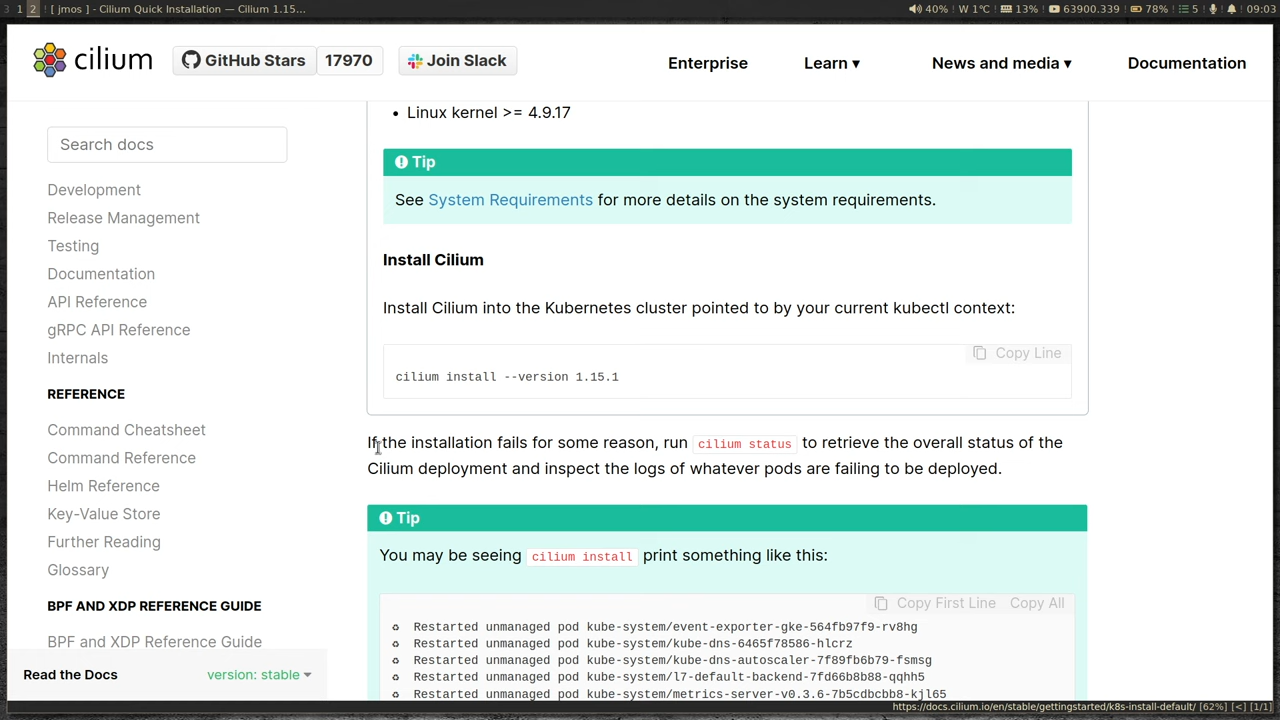 3 1 2 [ jmos ] - Cilium Quick Installation — Cilium 1.15… 40% W 1°C 13% 63900.339 78% 5 09:03
cilium GitHub Stars 17970 Join Slack Enterprise Learn ▾ News and media ▾ Documentation
Search docs
Development
Release Management
Testing
Documentation
API Reference
gRPC API Reference
Internals
REFERENCE
Command Cheatsheet
Command Reference
Helm Reference
Key-Value Store
Further Reading
Glossary
BPF AND XDP REFERENCE GUIDE
BPF and XDP Reference Guide
Read the Docs version: stable
• Linux kernel >= 4.9.17
Tip
See System Requirements for more details on the system requirements.
Install Cilium
Install Cilium into the Kubernetes cluster pointed to by your current kubectl context:
Copy Line
cilium install --version 1.15.1
If the installation fails for some reason, run cilium status to retrieve the overall status of the
Cilium deployment and inspect the logs of whatever pods are failing to be deployed.
Tip
You may be seeing cilium install print something like this:
Copy First Line Copy All
♻ Restarted unmanaged pod kube-system/event-exporter-gke-564fb97f9-rv8hg
♻ Restarted unmanaged pod kube-system/kube-dns-6465f78586-hlcrz
♻ Restarted unmanaged pod kube-system/kube-dns-autoscaler-7f89fb6b79-fsmsg
♻ Restarted unmanaged pod kube-system/l7-default-backend-7fd66b8b88-qqhh5
♻ Restarted unmanaged pod kube-system/metrics-server-v0.3.6-7b5cdbcbb8-kjl65
https://docs.cilium.io/en/stable/gettingstarted/k8s-install-default/ [62%] [<] [1/1]